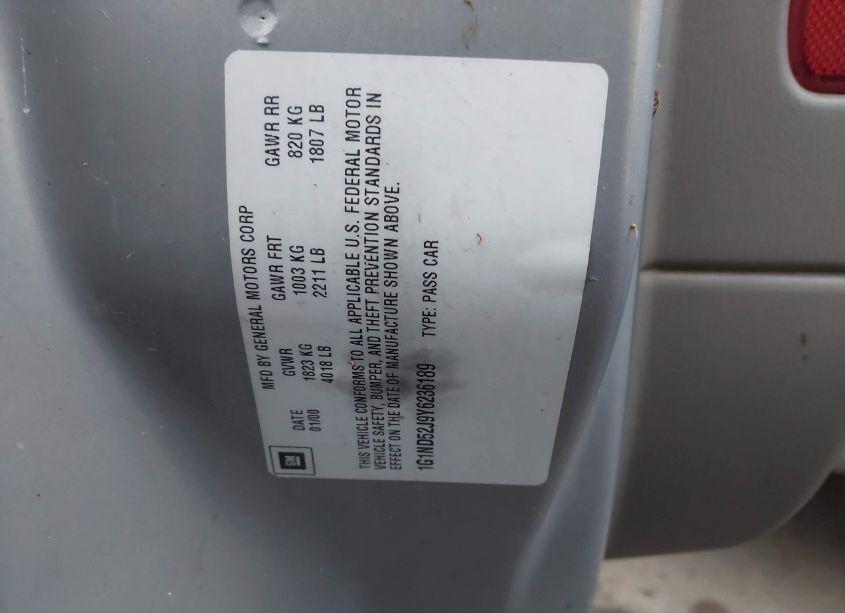 GM
MFD BY GENERAL MOTORS CORP
DATE GVWR GAWR FRT GAWR RR
01/00 1823 KG 1003 KG 820 KG
4018 LB 2211 LB 1807 LB
THIS VEHICLE CONFORMS TO ALL APPLICABLE U.S. FEDERAL MOTOR
VEHICLE SAFETY, BUMPER, AND THEFT PREVENTION STANDARDS IN
EFFECT ON THE DATE OF MANUFACTURE SHOWN ABOVE.
1G1ND52J9Y6236189 TYPE: PASS CAR